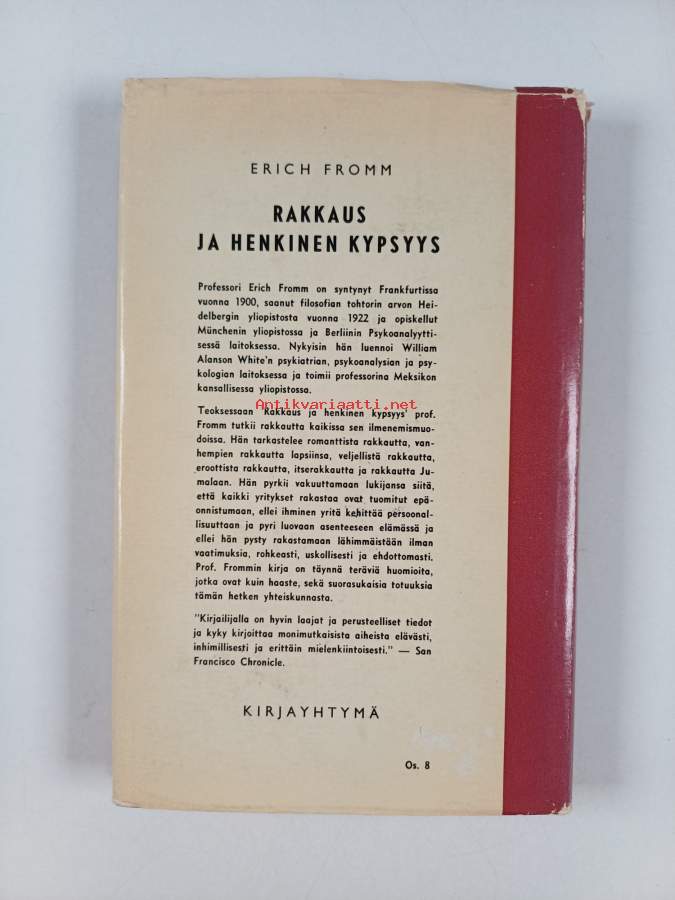 ERICH FROMM
RAKKAUS
JA HENKINEN KYPSYYS
Professori Erich Fromm on syntynyt Frankfurtissa
vuonna 1900, saanut filosofian tohtorin arvon Hei-
delbergin yliopistosta vuonna 1922 ja opiskellut
Münchenin yliopistossa ja Berliinin Psykoanalyytti-
sessä laitoksessa. Nykyisin hän luennoi William
Alanson White'n psykiatrian, psykoanalysian ja psy-
kologian laitoksessa ja toimii professorina Meksikon
kansallisessa yliopistossa.
Antikvariaatti.net
Teoksessaan 'Rakkaus ja henkinen kypsyys' prof.
Fromm tutkii rakkautta kaikissa sen ilmenemismuo-
doissa. Hän tarkastelee romanttista rakkautta, van-
hempien rakkautta lapsiinsa, veljellistä rakkautta,
eroottista rakkautta, itserakkautta ja rakkautta Ju-
malaan. Hän pyrkii vakuuttamaan lukijansa siitä,
että kaikki yritykset rakastaa ovat tuomitut epä-
onnistumaan, ellei ihminen yritä kehittää persoonal-
lisuuttaan ja pyri luovaan asenteeseen elämässä ja
ellei hän pysty rakastamaan lähimmäistään ilman
vaatimuksia, rohkeasti, uskollisesti ja ehdottomasti.
Prof. Frommin kirja on täynnä teräviä huomioita,
jotka ovat kuin haaste, sekä suorasukaisia totuuksia
tämän hetken yhteiskunnasta.
"Kirjailijalla on hyvin laajat ja perusteelliset tiedot
ja kyky kirjoittaa monimutkaisista aiheista elävästi,
inhimillisesti ja erittäin mielenkiintoisesti." — San
Francisco Chronicle.
KIRJAYHTYMÄ
Os. 8